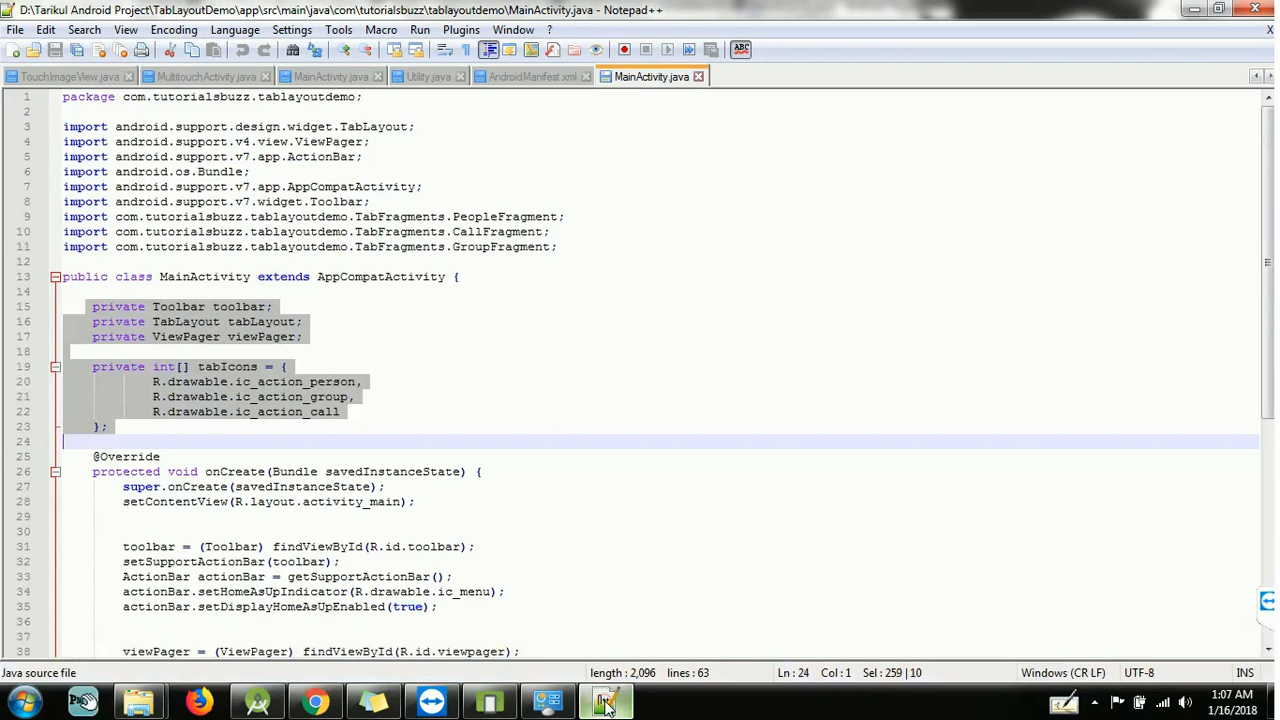 D:\Tarikul Android Project\TabLayoutDemo\app\src\main\java\com\tutorialsbuzz\tablayoutdemo\MainActivity.java - Notepad++
File Edit Search View Encoding Language Settings Tools Macro Run Plugins Window ? X
TouchImageView.java MultitouchActivity.java MainActivity.java Utility.java AndroidManifest.xml MainActivity.java
1 package com.tutorialsbuzz.tablayoutdemo;
2
3 import android.support.design.widget.TabLayout;
4 import android.support.v4.view.ViewPager;
5 import android.support.v7.app.ActionBar;
6 import android.os.Bundle;
7 import android.support.v7.app.AppCompatActivity;
8 import android.support.v7.widget.Toolbar;
9 import com.tutorialsbuzz.tablayoutdemo.TabFragments.PeopleFragment;
10 import com.tutorialsbuzz.tablayoutdemo.TabFragments.CallFragment;
11 import com.tutorialsbuzz.tablayoutdemo.TabFragments.GroupFragment;
12
13 public class MainActivity extends AppCompatActivity {
14
15 private Toolbar toolbar;
16 private TabLayout tabLayout;
17 private ViewPager viewPager;
18
19 private int[] tabIcons = {
20 R.drawable.ic_action_person,
21 R.drawable.ic_action_group,
22 R.drawable.ic_action_call
23 };
24
25 @Override
26 protected void onCreate(Bundle savedInstanceState) {
27 super.onCreate(savedInstanceState);
28 setContentView(R.layout.activity_main);
29
30
31 toolbar = (Toolbar) findViewById(R.id.toolbar);
32 setSupportActionBar(toolbar);
33 ActionBar actionBar = getSupportActionBar();
34 actionBar.setHomeAsUpIndicator(R.drawable.ic_menu);
35 actionBar.setDisplayHomeAsUpEnabled(true);
36
37
38 viewPager = (ViewPager) findViewById(R.id.viewpager);
Java source file length : 2,096 lines : 63 Ln : 24 Col : 1 Sel : 259 | 10 Windows (CR LF) UTF-8 INS
1:07 AM
1/16/2018